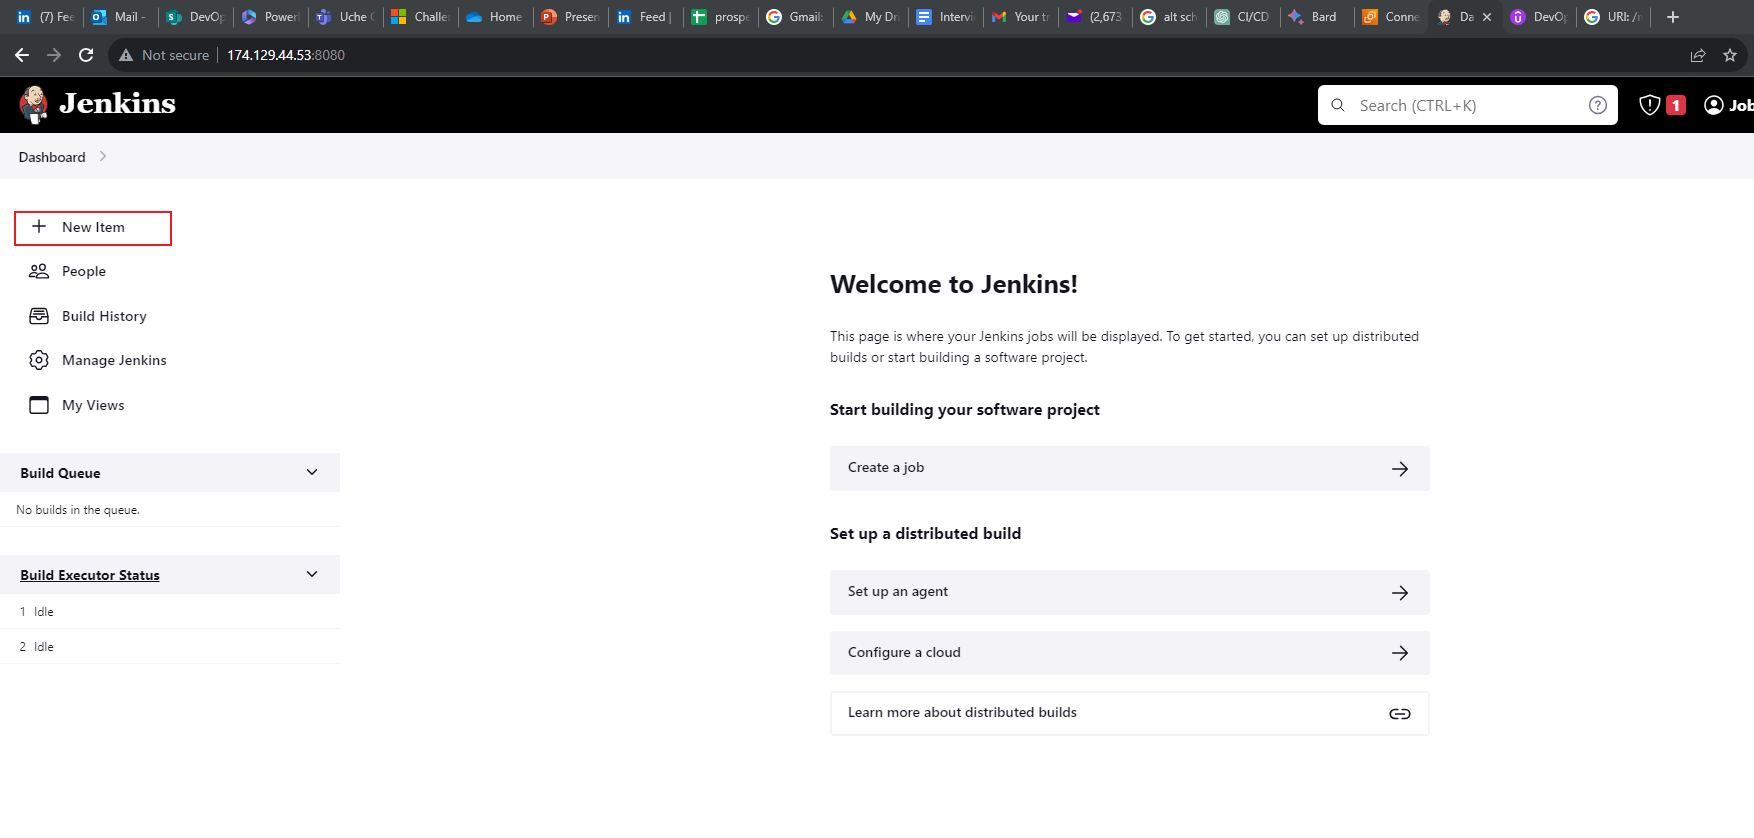 (7) Fee
Mail -
DevOp
Power
Uche
Challe
Home
Presen
Feed |
prospe
Gmail:
My Dri
Intervi
Your tr
(2,673
alt sch
CI/CD
Bard
Conne
Da
DevOp
URI: /
Not secure
174.129.44.53:8080
Jenkins
Search (CTRL+K)
1
Job
Dashboard
New Item
People
Build History
Manage Jenkins
My Views
Build Queue
No builds in the queue.
Build Executor Status
1 Idle
2 Idle
Welcome to Jenkins!
This page is where your Jenkins jobs will be displayed. To get started, you can set up distributed
builds or start building a software project.
Start building your software project
Create a job
Set up a distributed build
Set up an agent
Configure a cloud
Learn more about distributed builds